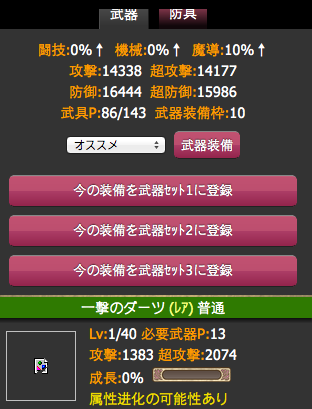 武器 防具
闘技:0%↑ 機械:0%↑ 魔導:10%↑
攻撃:14338 超攻撃:14177
防御:16444 超防御:15986
武具P:86/143 武器装備枠:10
オススメ 武器装備
今の装備を武器ｾｯﾄ1に登録
今の装備を武器ｾｯﾄ2に登録
今の装備を武器ｾｯﾄ3に登録
一撃のダーツ (ﾚｱ) 普通
Lv:1/40 必要武器P:13
攻撃:1383 超攻撃:2074
成長:0%
属性進化の可能性あり